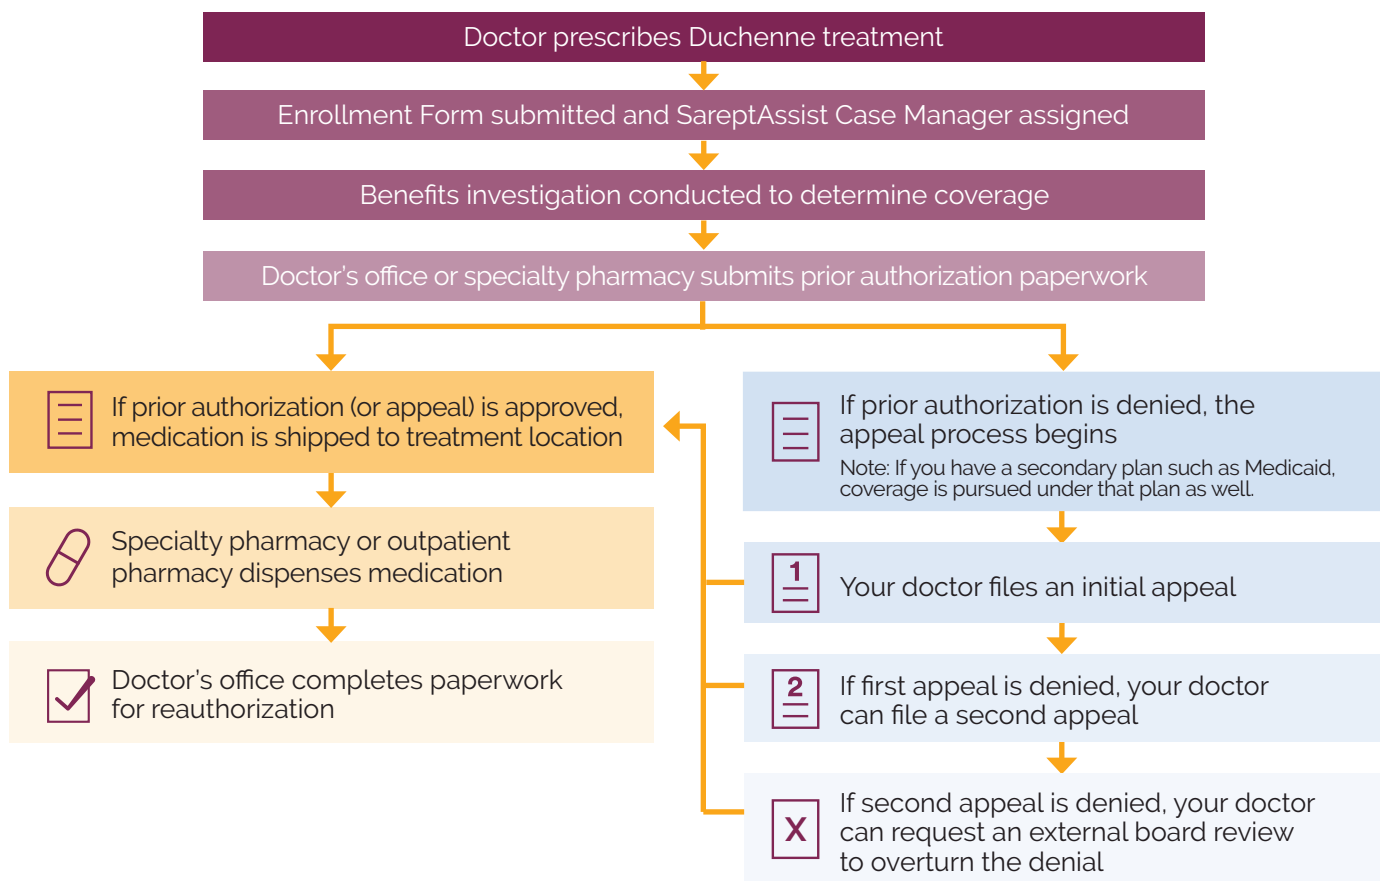 Doctor prescribes Duchenne treatment
Enrollment Form submitted and SareptAssist Case Manager assigned
Benefits investigation conducted to determine coverage
Doctor’s office or specialty pharmacy submits prior authorization paperwork
If prior authorization (or appeal) is approved,
medication is shipped to treatment location
Specialty pharmacy or outpatient
pharmacy dispenses medication
Doctor’s office completes paperwork
for reauthorization
If prior authorization is denied, the
appeal process begins
Note: If you have a secondary plan such as Medicaid,
coverage is pursued under that plan as well.
1
Your doctor files an initial appeal
2
If first appeal is denied, your doctor
can file a second appeal
X
If second appeal is denied, your doctor
can request an external board review
to overturn the denial